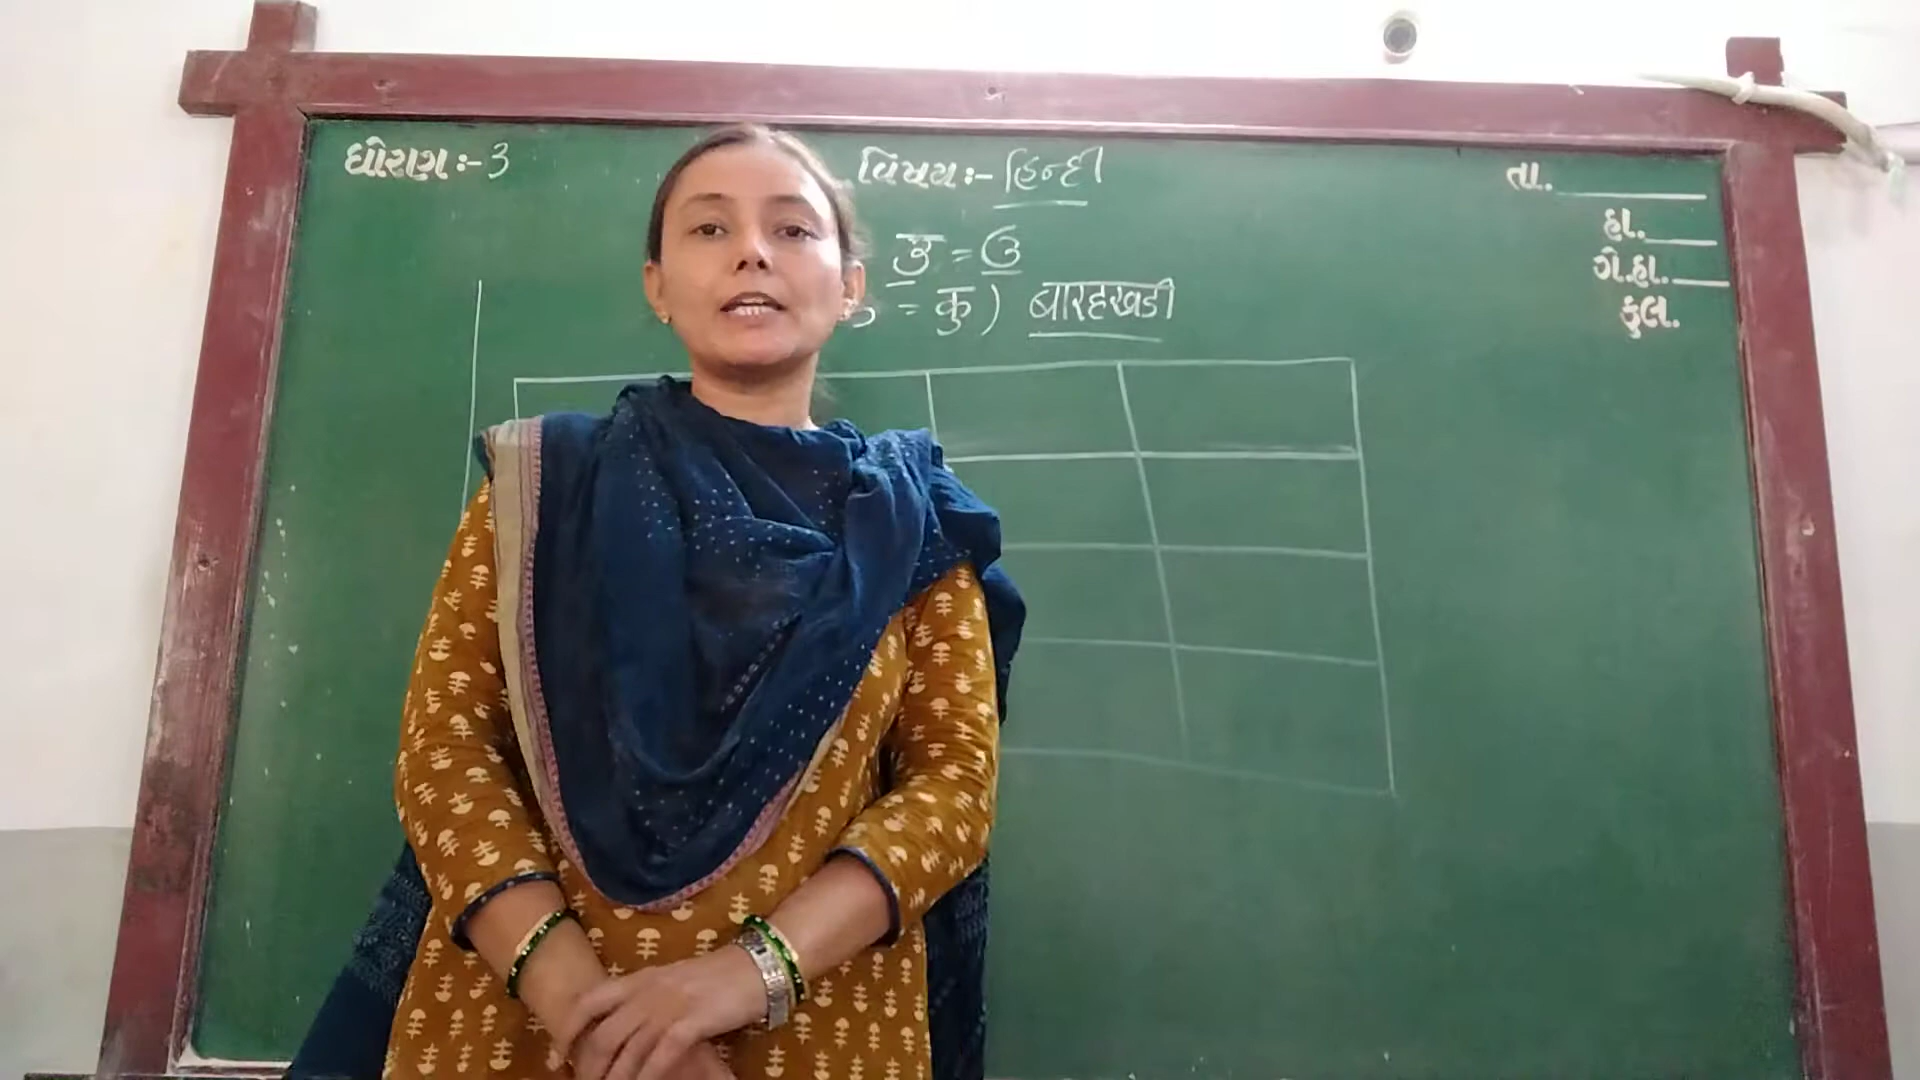 ધોરણ :- 3
વિષય :- હિન્દી
उ = ઉ
= कु ) बारहखडी
તા.
હા.
ગે.હા.
કુલ.